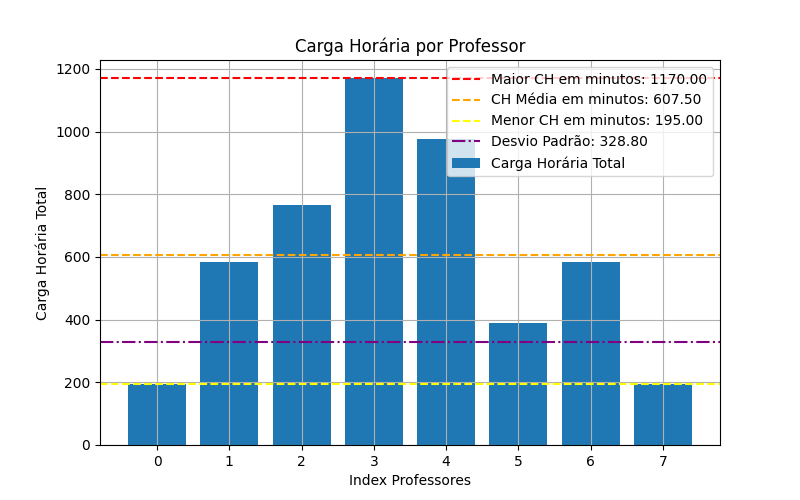 Carga Horária por Professor
1200
1000
800
600
400
200
0
Carga Horária Total
Maior CH em minutos: 1170.00
CH Média em minutos: 607.50
Menor CH em minutos: 195.00
Desvio Padrão: 328.80
Carga Horária Total
0 1 2 3 4 5 6 7
Index Professores